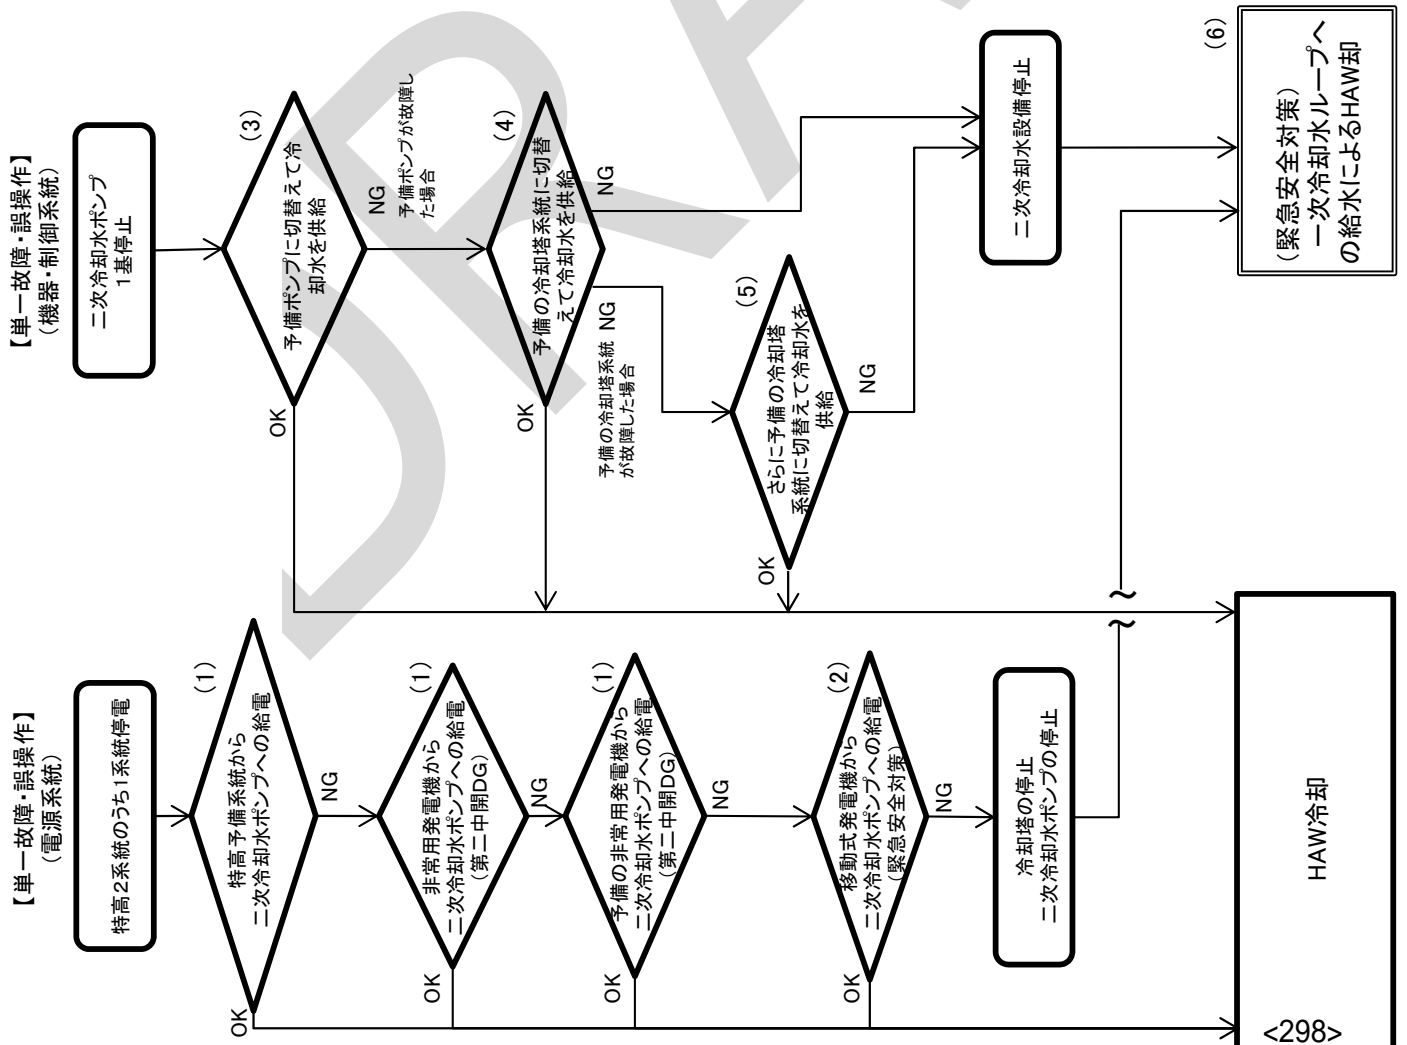 【単一故障・誤操作】
(電源系統)
特高２系統のうち１系統停電
(1)
特高予備系統から
二次冷却水ポンプへの給電
OK
NG
(1)
非常用発電機から
二次冷却水ポンプへの給電
(第二中開DG)
OK
NG
(1)
予備の非常用発電機から
二次冷却水ポンプへの給電
(第二中開DG)
OK
NG
(2)
移動式発電機から
二次冷却水ポンプへの給電
(緊急安全対策)
OK
NG
冷却塔の停止
二次冷却水ポンプの停止
HAW冷却
【単一故障・誤操作】
(機器・制御系統)
二次冷却水ポンプ
１基停止
(3)
予備ポンプに切替えて冷
却水を供給
OK
NG
予備ポンプが故障し
た場合
(4)
予備の冷却塔系統に切替
えて冷却水を供給
OK
NG
NG
予備の冷却塔系統
が故障した場合
(5)
さらに予備の冷却塔
系統に切替えて冷却水を
供給
OK
NG
二次冷却水設備停止
(6)
(緊急安全対策)
一次冷却水ループへ
の給水によるHAW冷却
<298>
DRA